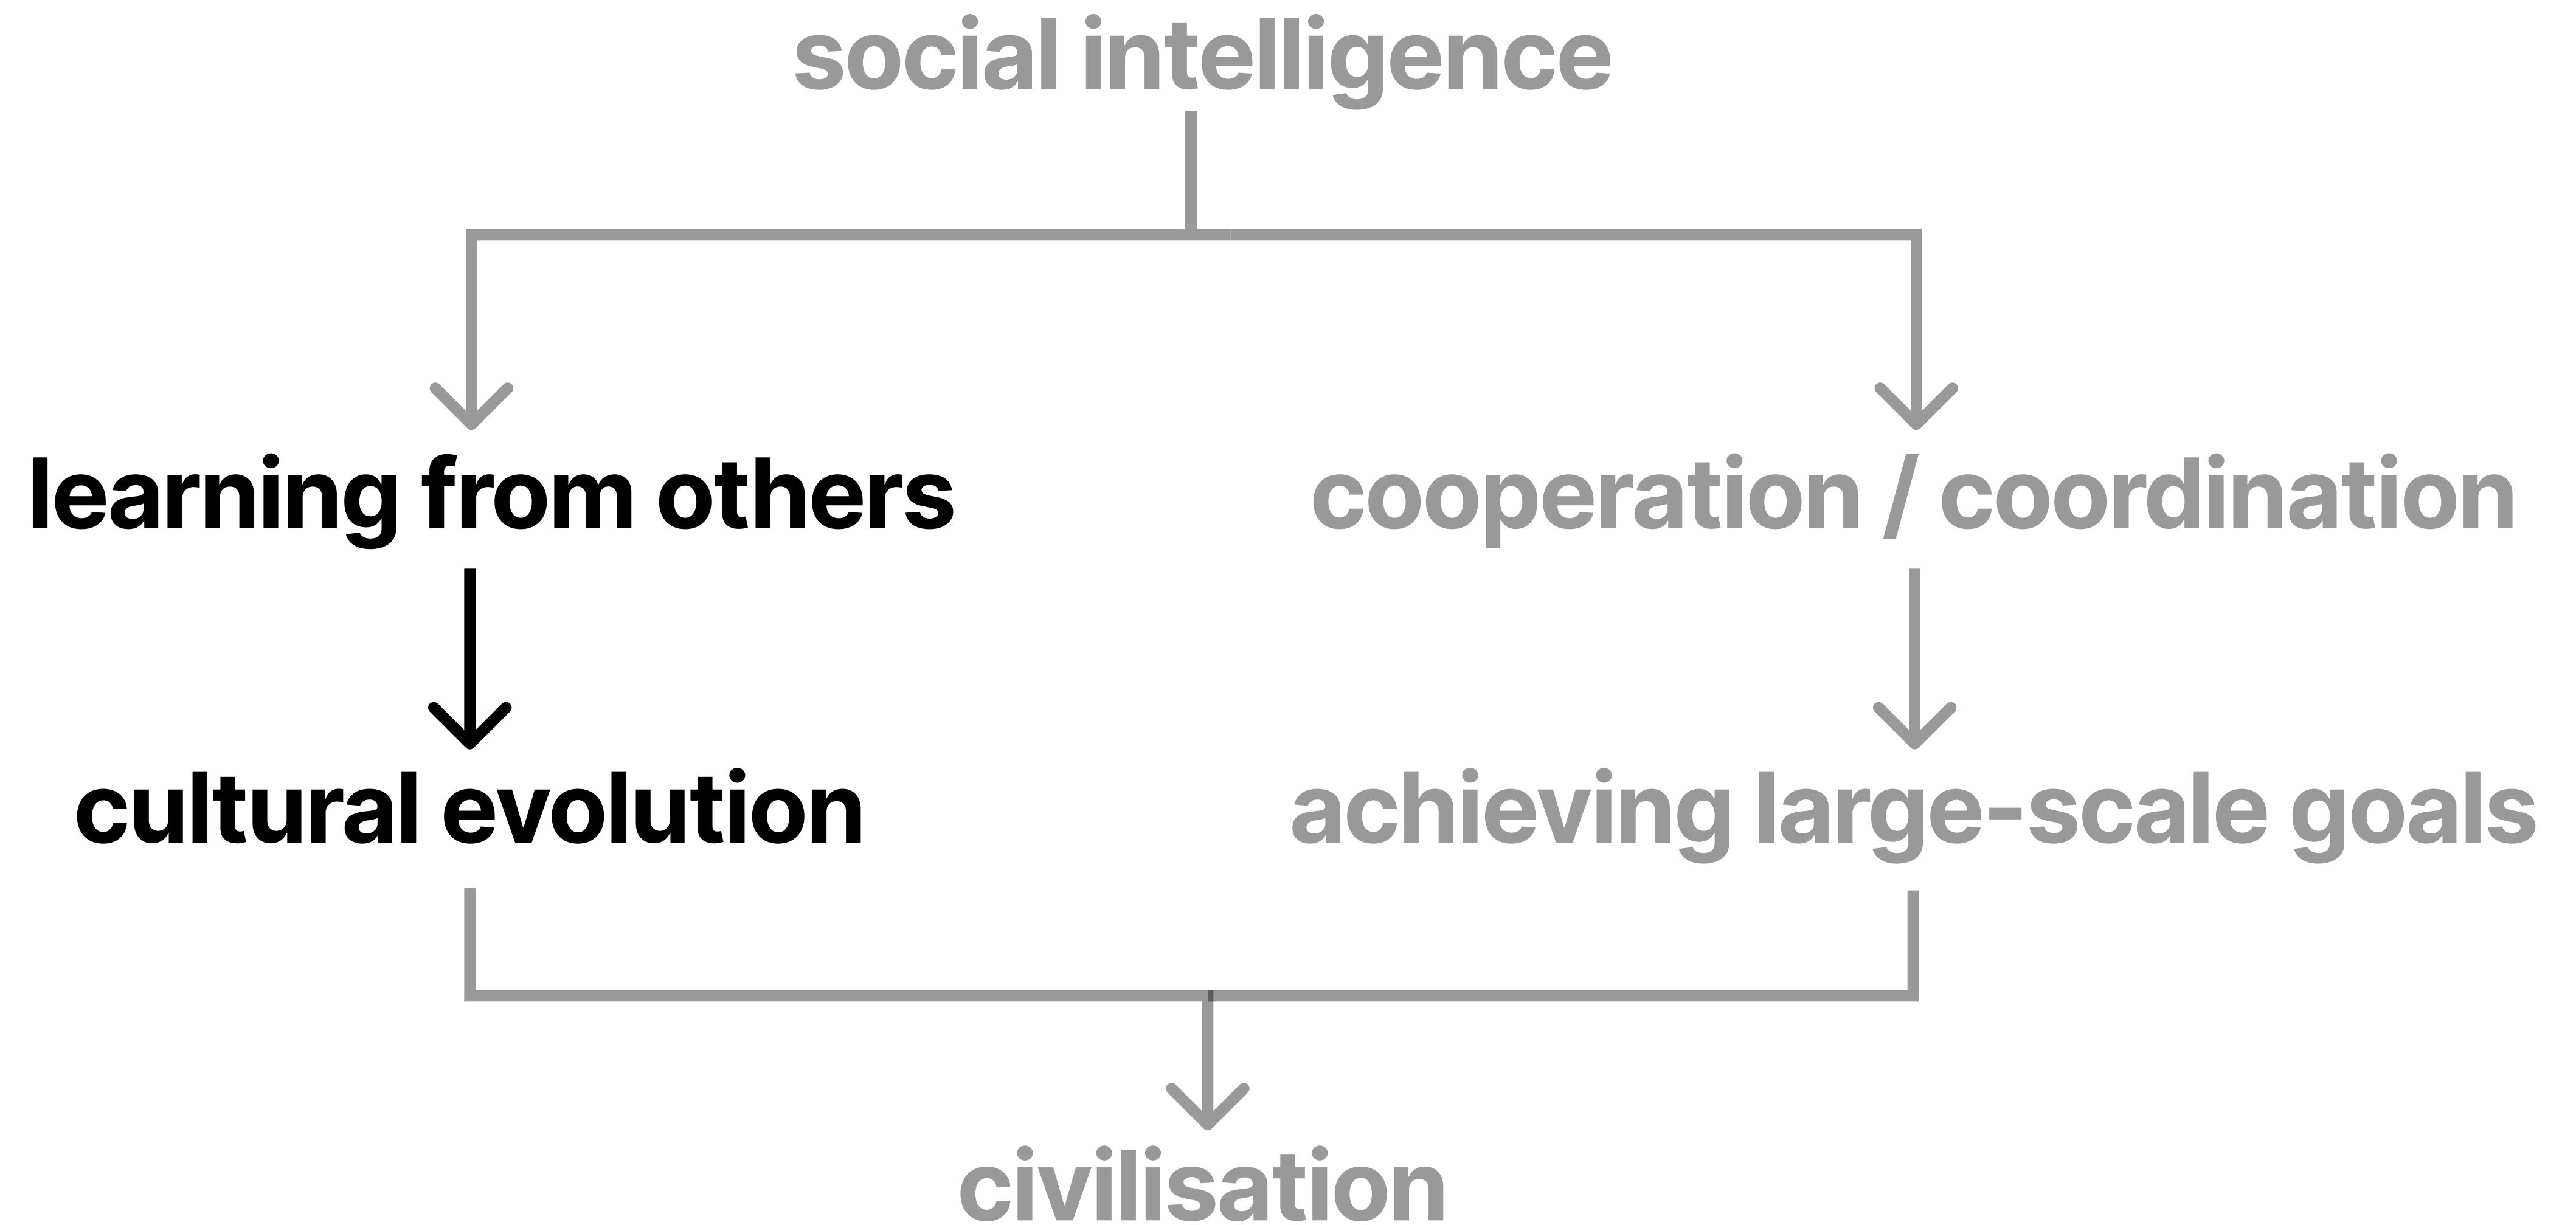 social intelligence
learning from others
cooperation / coordination
cultural evolution
achieving large-scale goals
civilisation